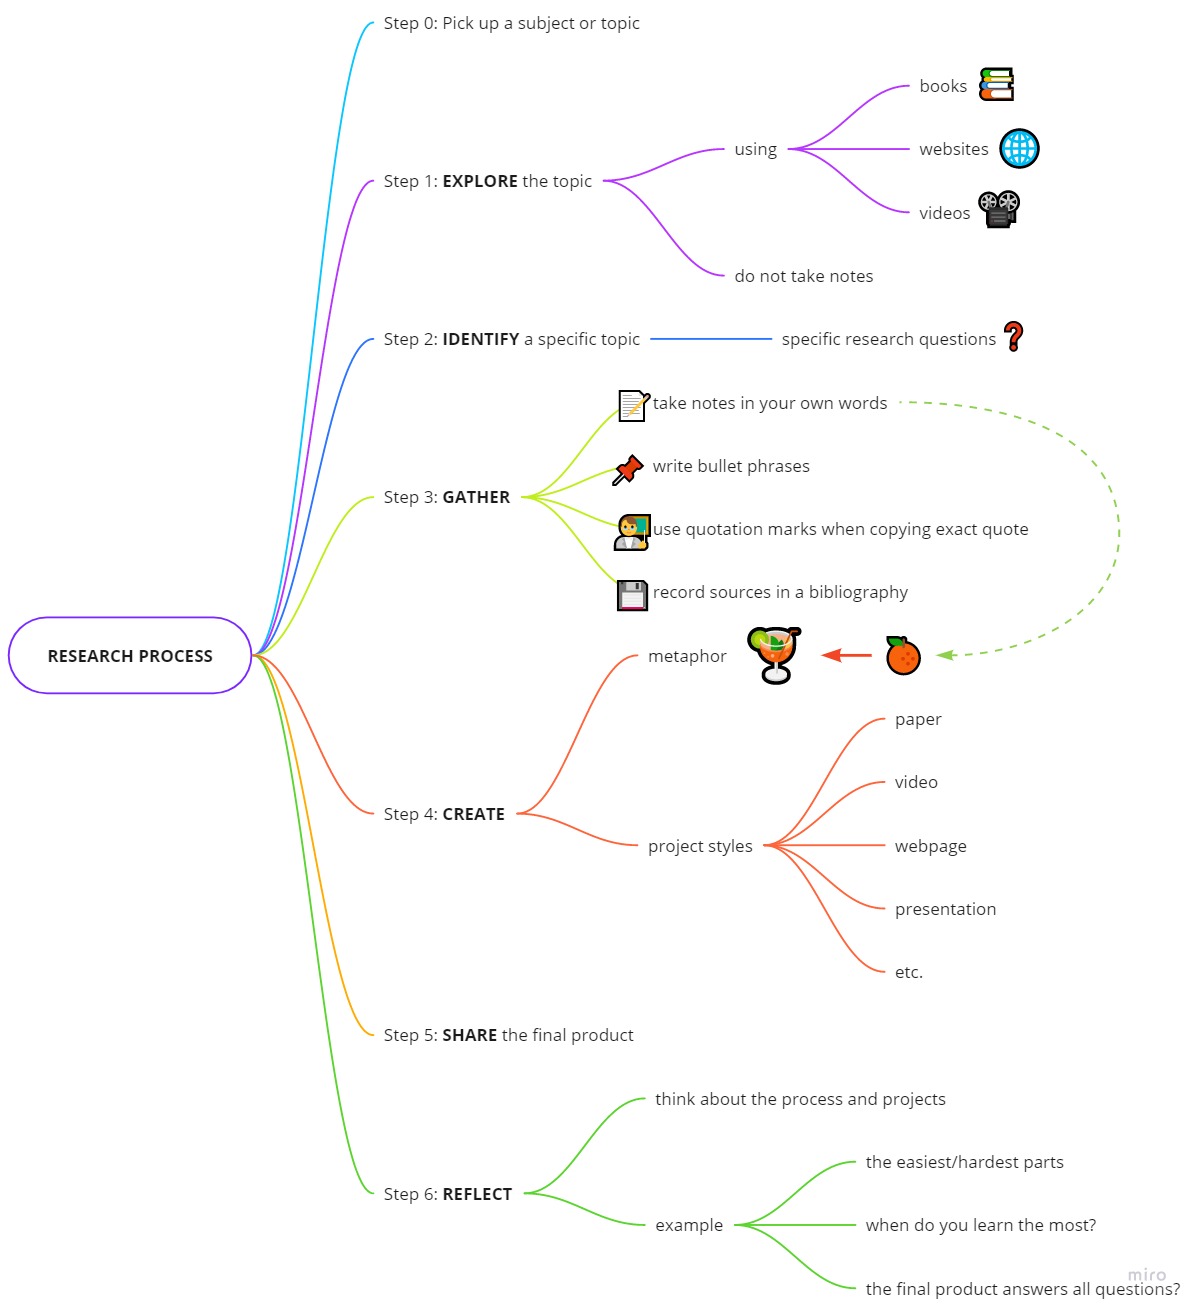 Step 0: Pick up a subject or topic
books
using
websites
Step 1: EXPLORE the topic
videos
do not take notes
Step 2: IDENTIFY a specific topic
specific research questions
take notes in your own words
write bullet phrases
Step 3: GATHER
use quotation marks when copying exact quote
record sources in a bibliography
RESEARCH PROCESS
metaphor
paper
video
Step 4: CREATE
project styles
webpage
presentation
etc.
Step 5: SHARE the final product
think about the process and projects
the easiest/hardest parts
Step 6: REFLECT
example
when do you learn the most?
the final product answers all questions?
miro